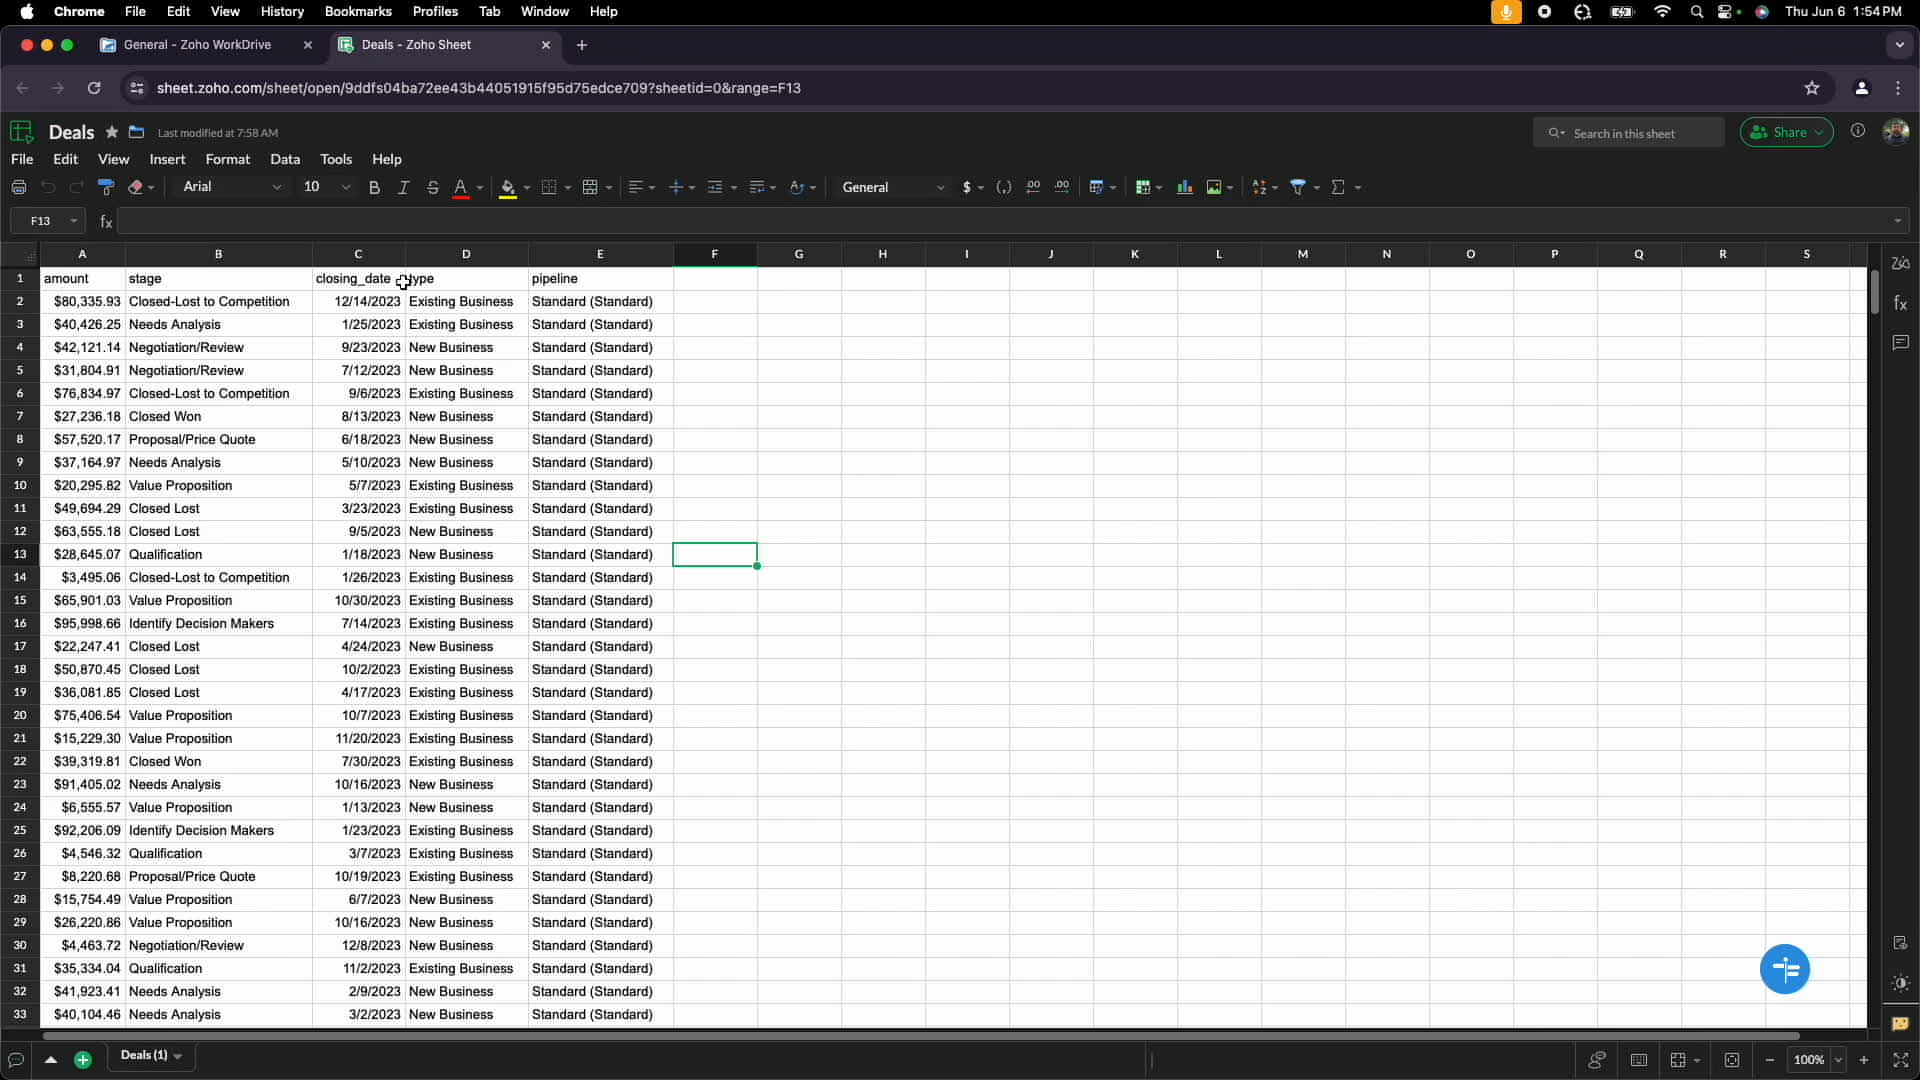 Chrome File Edit View History Bookmarks Profiles Tab Window Help Thu Jun 6 1:54 PM
General - Zoho WorkDrive Deals - Zoho Sheet
sheet.zoho.com/sheet/open/9ddfs04ba72ee43b44051915f95d75edce709?sheetid=0&range=F13
Deals Last modified at 7:58 AM Search in this sheet Share
File Edit View Insert Format Data Tools Help
Arial 10 B I S A General $ (,) .00 .00
F13 fx
A B C D E F G H I J K L M N O P Q R S
1 amount stage closing_date type pipeline
2 $80,335.93 Closed-Lost to Competition 12/14/2023 Existing Business Standard (Standard)
3 $40,426.25 Needs Analysis 1/25/2023 Existing Business Standard (Standard)
4 $42,121.14 Negotiation/Review 9/23/2023 New Business Standard (Standard)
5 $31,804.91 Negotiation/Review 7/12/2023 New Business Standard (Standard)
6 $76,834.97 Closed-Lost to Competition 9/6/2023 Existing Business Standard (Standard)
7 $27,236.18 Closed Won 8/13/2023 New Business Standard (Standard)
8 $57,520.17 Proposal/Price Quote 6/18/2023 New Business Standard (Standard)
9 $37,164.97 Needs Analysis 5/10/2023 New Business Standard (Standard)
10 $20,295.82 Value Proposition 5/7/2023 Existing Business Standard (Standard)
11 $49,694.29 Closed Lost 3/23/2023 Existing Business Standard (Standard)
12 $63,555.18 Closed Lost 9/5/2023 New Business Standard (Standard)
13 $28,645.07 Qualification 1/18/2023 New Business Standard (Standard)
14 $3,495.06 Closed-Lost to Competition 1/26/2023 Existing Business Standard (Standard)
15 $65,901.03 Value Proposition 10/30/2023 Existing Business Standard (Standard)
16 $95,998.66 Identify Decision Makers 7/14/2023 Existing Business Standard (Standard)
17 $22,247.41 Closed Lost 4/24/2023 New Business Standard (Standard)
18 $50,870.45 Closed Lost 10/2/2023 Existing Business Standard (Standard)
19 $36,081.85 Closed Lost 4/17/2023 Existing Business Standard (Standard)
20 $75,406.54 Value Proposition 10/7/2023 Existing Business Standard (Standard)
21 $15,229.30 Value Proposition 11/20/2023 Existing Business Standard (Standard)
22 $39,319.81 Closed Won 7/30/2023 Existing Business Standard (Standard)
23 $91,405.02 Needs Analysis 10/16/2023 New Business Standard (Standard)
24 $6,555.57 Value Proposition 1/13/2023 New Business Standard (Standard)
25 $92,206.09 Identify Decision Makers 1/23/2023 Existing Business Standard (Standard)
26 $4,546.32 Qualification 3/7/2023 Existing Business Standard (Standard)
27 $8,220.68 Proposal/Price Quote 10/19/2023 Existing Business Standard (Standard)
28 $15,754.49 Value Proposition 6/7/2023 New Business Standard (Standard)
29 $26,220.86 Value Proposition 10/16/2023 New Business Standard (Standard)
30 $4,463.72 Negotiation/Review 12/8/2023 New Business Standard (Standard)
31 $35,334.04 Qualification 11/2/2023 Existing Business Standard (Standard)
32 $41,923.41 Needs Analysis 2/9/2023 New Business Standard (Standard)
33 $40,104.46 Needs Analysis 3/2/2023 New Business Standard (Standard)
Deals (1) 100%